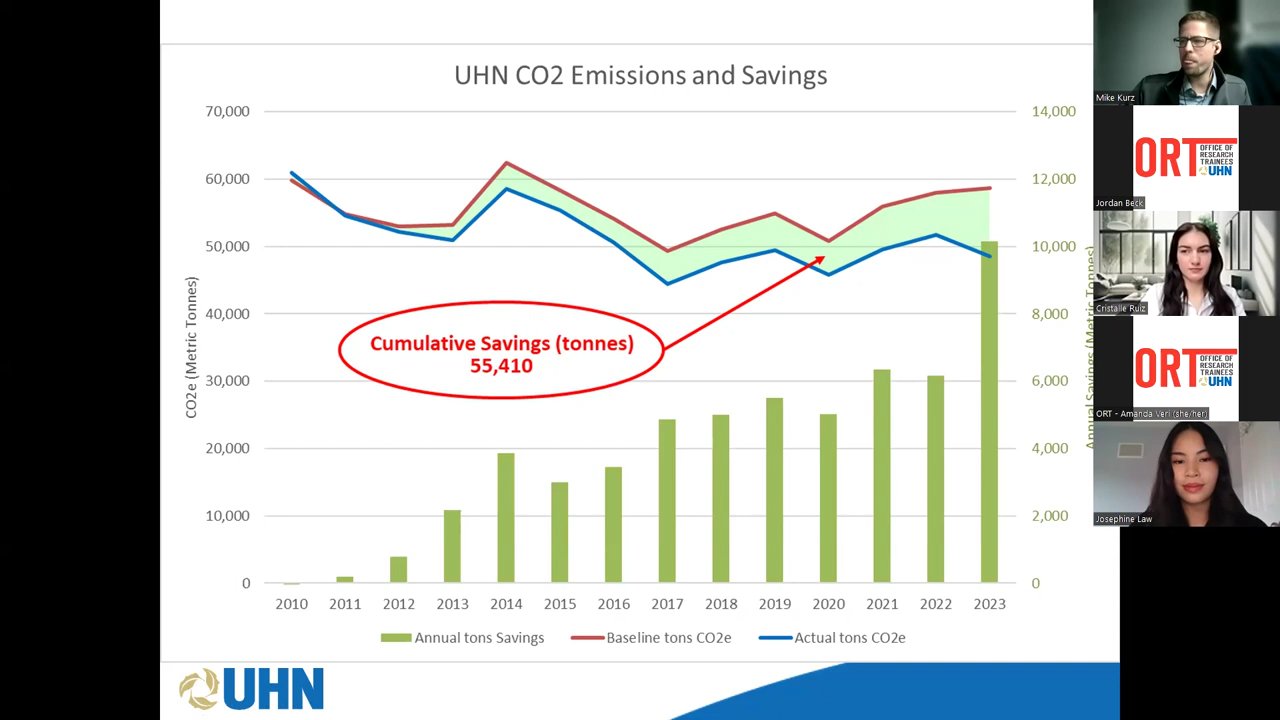 UHN CO2 Emissions and Savings
70,000
60,000
50,000
40,000
30,000
20,000
10,000
0
CO2e (Metric Tonnes)
14,000
12,000
10,000
8,000
6,000
4,000
2,000
0
Annual Savings (Metric Tonnes)
Cumulative Savings (tonnes)
55,410
2010 2011 2012 2013 2014 2015 2016 2017 2018 2019 2020 2021 2022 2023
Annual tons Savings Baseline tons CO2e Actual tons CO2e
UHN
Mike Kurz
ORT OFFICE OF
RESEARCH
TRAINEES
UHN
Jordan Beck
Cristalle Ruiz
ORT OFFICE OF
RESEARCH
TRAINEES
UHN
ORT - Amanda Veri (she/her)
Josephine Law